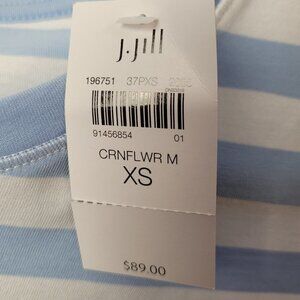 J.Jill
196751 37PXS
91456854 01
CRNFLWR M
XS
$89.00